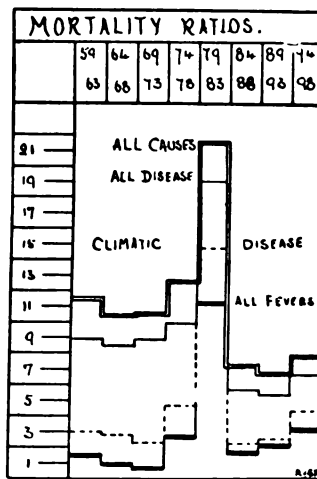 MORTALITY RATIOS.
59 64 69 74 79 84 89 94
63 68 73 78 83 88 93 98
21 ALL CAUSES
19 ALL DISEASE
17
15 CLIMATIC DISEASE
13
11 ALL FEVERS
9
7
5
3
1